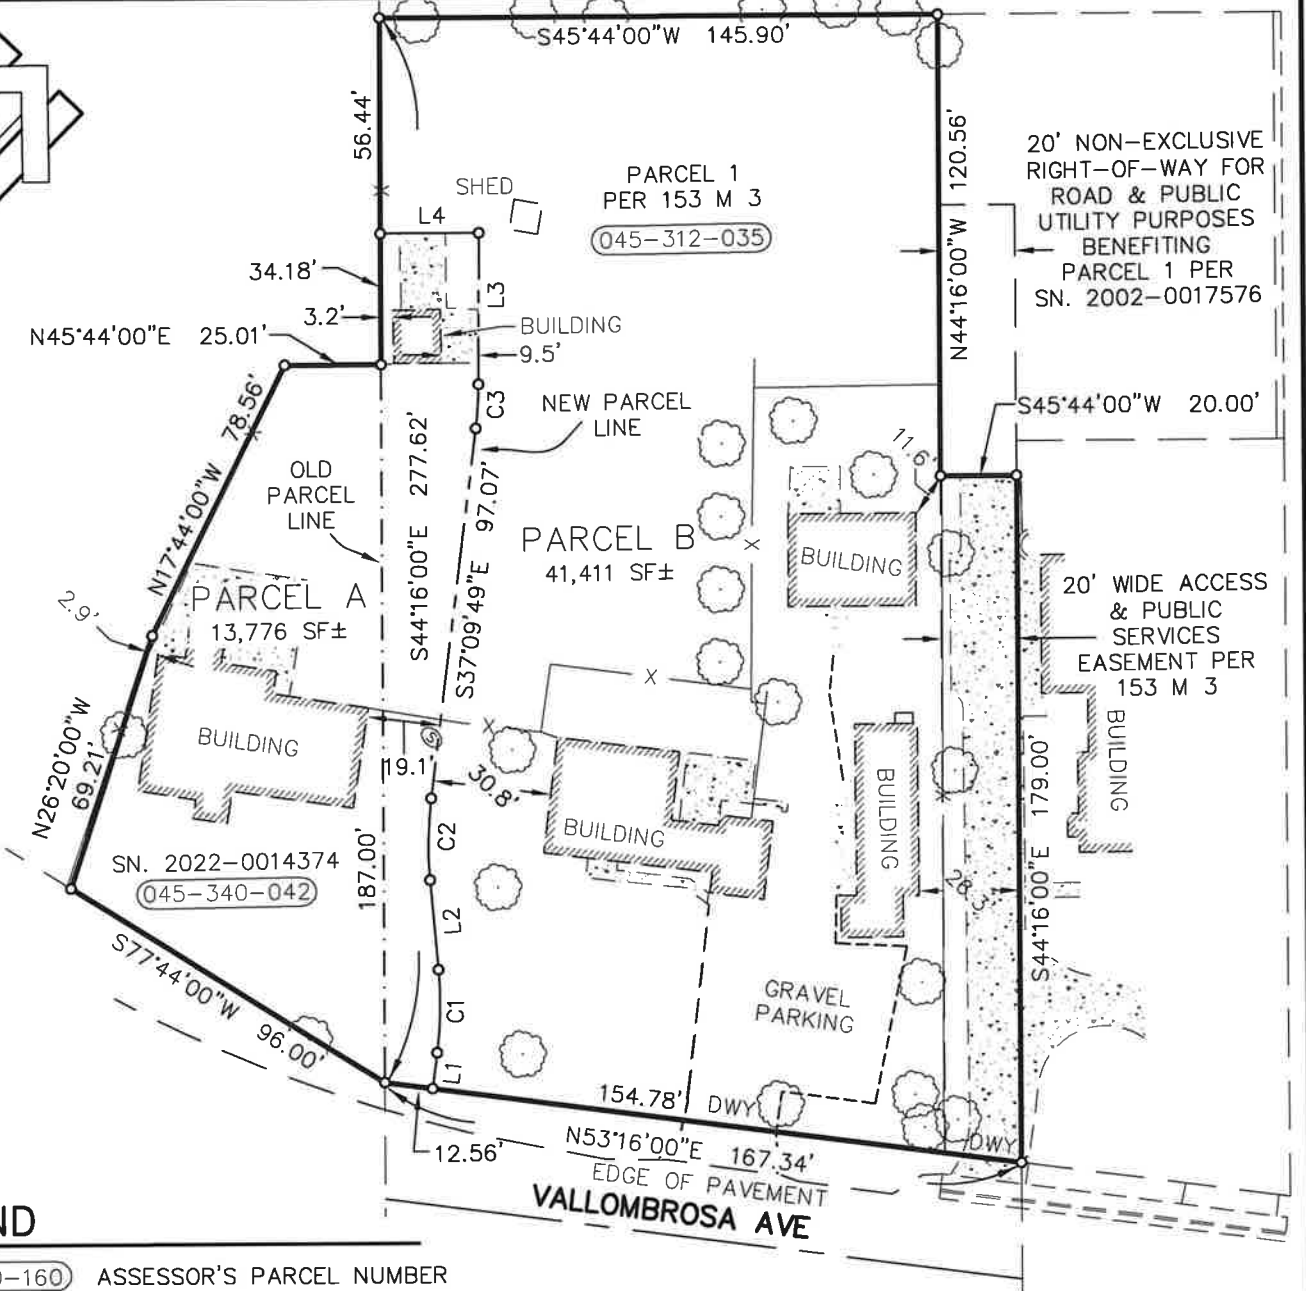 S45°44'00"W 145.90'
56.44'
N44°16'00"W 120.56'
20' NON-EXCLUSIVE
RIGHT-OF-WAY FOR
ROAD & PUBLIC
UTILITY PURPOSES
BENEFITING
PARCEL 1 PER
SN. 2002-0017576
PARCEL 1
PER 153 M 3
045-312-035
SHED
L4
34.18'
L3
3.2'
BUILDING
9.5'
N45°44'00"E 25.01'
C3
NEW PARCEL
LINE
S45°44'00"W 20.00'
N17°44'00"W 78.56'
OLD
PARCEL
LINE
S44°16'00"E 277.62'
S37°09'49"E 97.07'
11.6'
PARCEL B
41,411 SF±
BUILDING
20' WIDE ACCESS
& PUBLIC
SERVICES
EASEMENT PER
153 M 3
2.9'
PARCEL A
13,776 SF±
N26°20'00"W
69.21'
BUILDING
19.1'
S
30.8'
BUILDING
BUILDING
BUILDING
S44°16'00"E 179.00'
187.00'
C2
SN. 2022-0014374
045-340-042
28.3'
L2
S77°44'00"W 96.00'
GRAVEL
PARKING
C1
L1
154.78'
DWY
DWY
12.56'
N53°16'00"E 167.34'
EDGE OF PAVEMENT
VALLOMBROSA AVE
ND
0-160 ASSESSOR'S PARCEL NUMBER